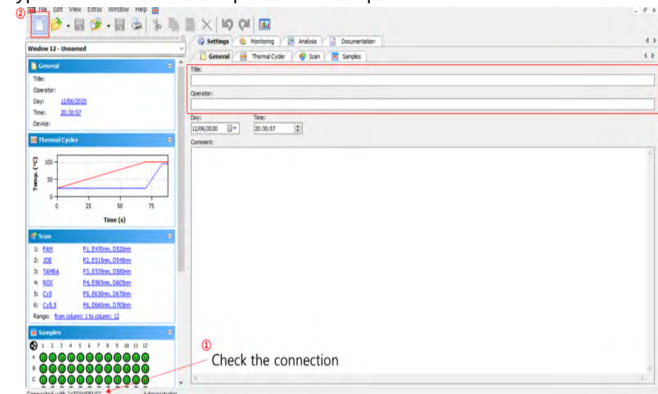 ②
File Edit View Extras Window Help
Window 12 - Unnamed
General
Title:
Operator:
Day: 12/06/2020
Time: 20:30:57
Device:
Thermal Cycler
Temp. (°C)
100
50
0
0 25 50 75
Time (s)
Scan
1: FAM P1, E470nm, D520nm
2: JOE P2, E515nm, D545nm
3: TAMRA P3, E535nm, D580nm
4: ROX P4, E565nm, D605nm
5: Cy5 P5, E630nm, D670nm
6: Cy5.5 P6, E660nm, D705nm
Range: from column: 1 to column: 12
Samples
1 2 3 4 5 6 7 8 9 10 11 12
A
B
C
Settings Monitoring Analysis Documentation
General Thermal Cycler Scan Samples
Title:
Operator:
Day: Time:
12/06/2020 20:30:57
Comment:
①
Check the connection